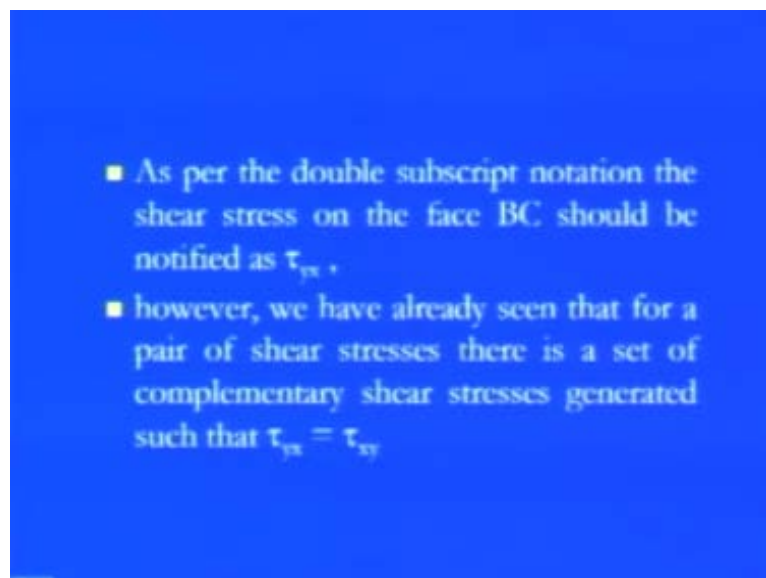 ▪ As per the double subscript notation the
shear stress on the face BC should be
notified as τyx ,
▪ however, we have already seen that for a
pair of shear stresses there is a set of
complementary shear stresses generated
such that τyx = τxy